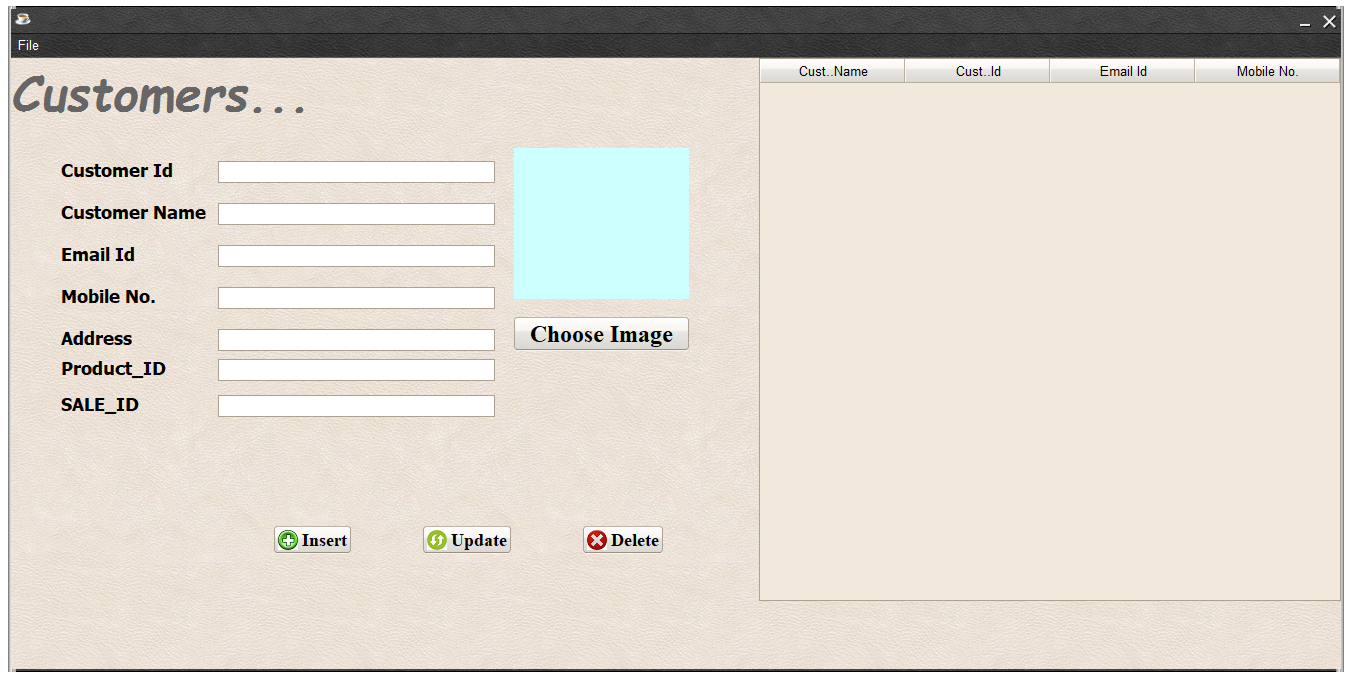 File
Customers...
Customer Id
Customer Name
Email Id
Mobile No.
Address
Product_ID
SALE_ID
Choose Image
Insert Update Delete
Cust..Name Cust..Id Email Id Mobile No.